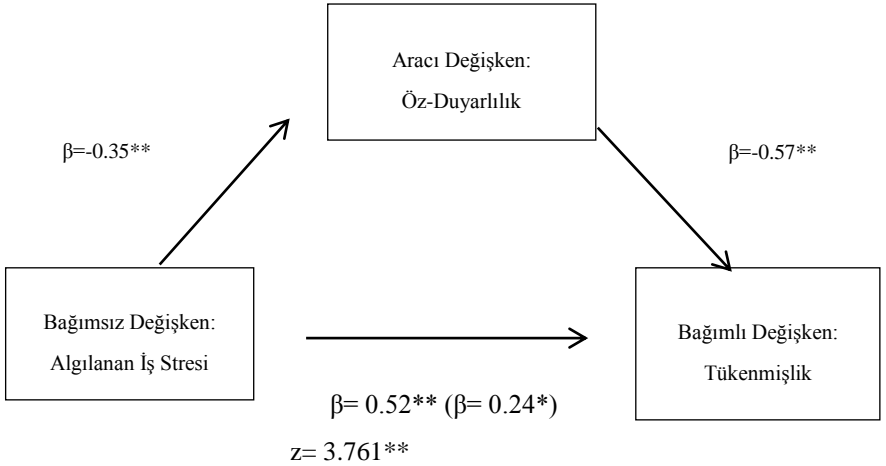 Aracı Değişken:
Öz-Duyarlılık
β=-0.35**
β=-0.57**
Bağımsız Değişken:
Algılanan İş Stresi
Bağımlı Değişken:
Tükenmişlik
β= 0.52** (β= 0.24*)
z= 3.761**